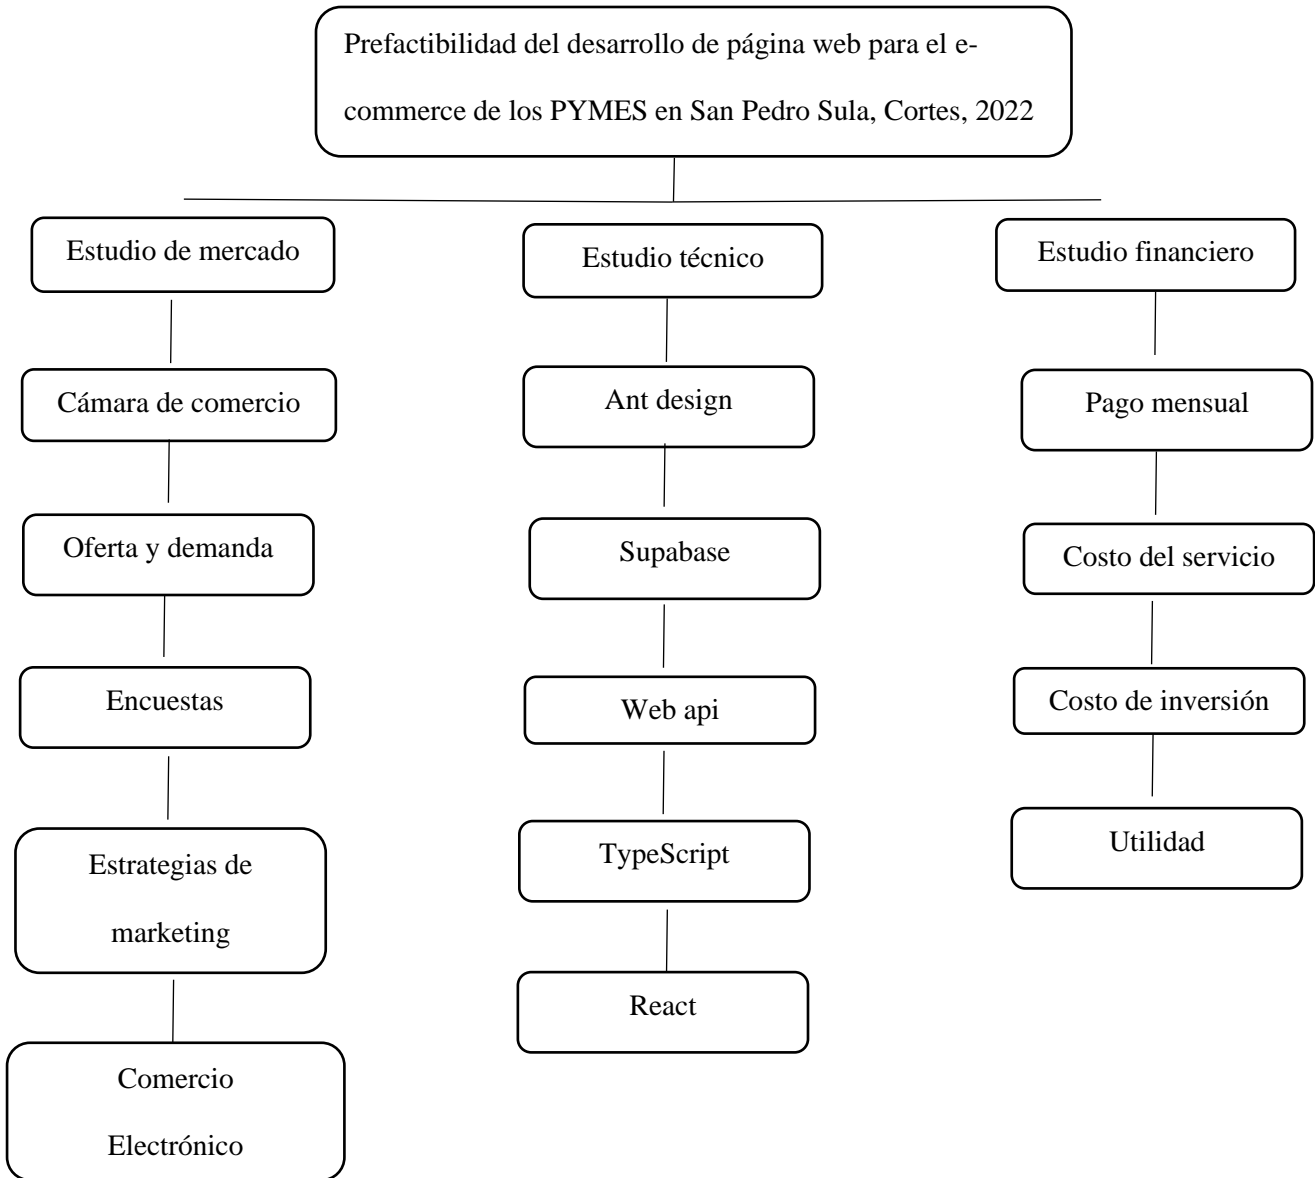 Prefactibilidad del desarrollo de página web para el e-
commerce de los PYMES en San Pedro Sula, Cortes, 2022
Estudio de mercado
Cámara de comercio
Oferta y demanda
Encuestas
Estrategias de
marketing
Comercio
Electrónico
Estudio técnico
Ant design
Supabase
Web api
TypeScript
React
Estudio financiero
Pago mensual
Costo del servicio
Costo de inversión
Utilidad